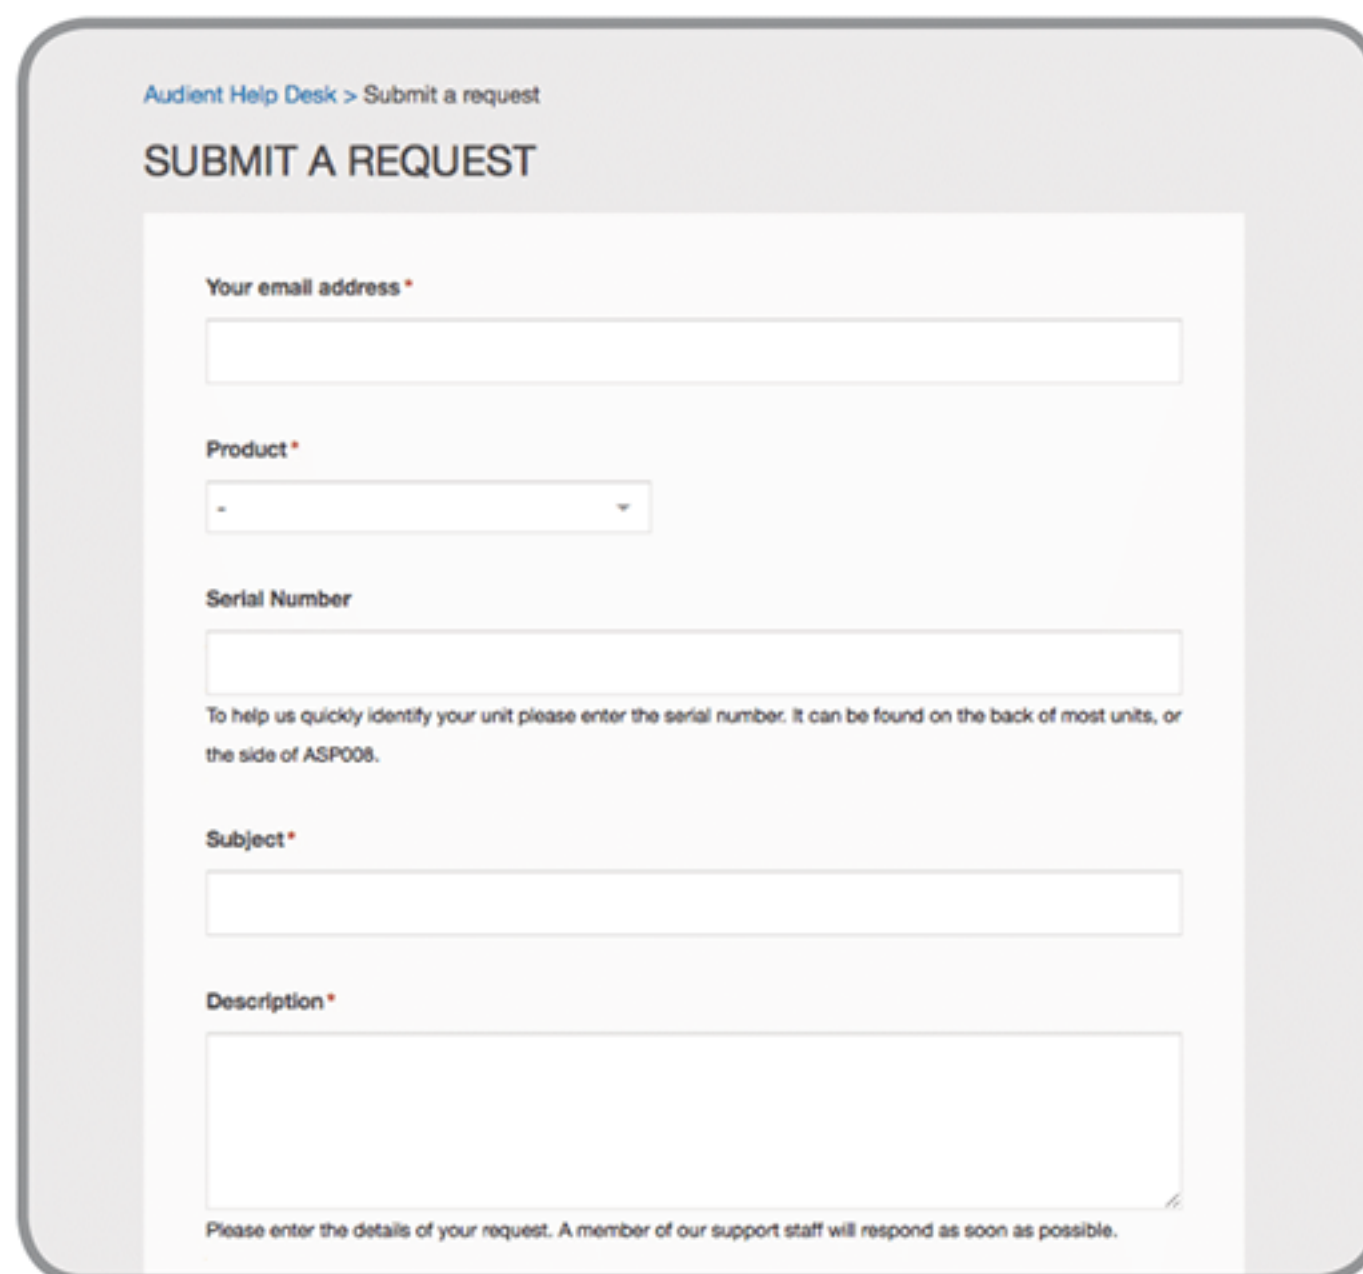 Audient Help Desk > Submit a request
SUBMIT A REQUEST
Your email address*
Product*
-
Serial Number
To help us quickly identify your unit please enter the serial number. It can be found on the back of most units, or
the side of ASP008.
Subject*
Description*
Please enter the details of your request. A member of our support staff will respond as soon as possible.